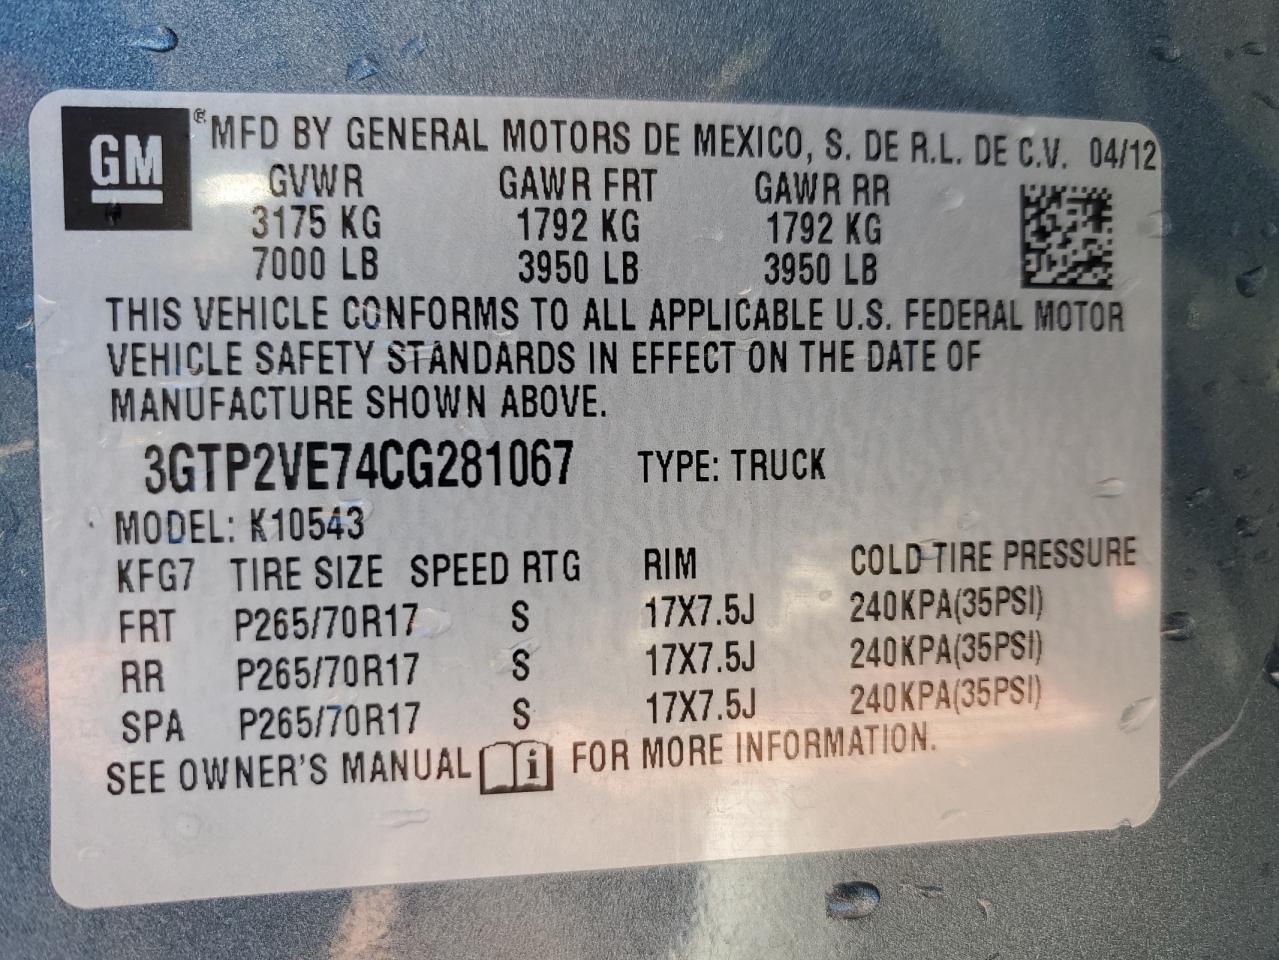 GM ® MFD BY GENERAL MOTORS DE MEXICO, S. DE R.L. DE C.V. 04/12
GVWR GAWR FRT GAWR RR
3175 KG 1792 KG 1792 KG
7000 LB 3950 LB 3950 LB
THIS VEHICLE CONFORMS TO ALL APPLICABLE U.S. FEDERAL MOTOR
VEHICLE SAFETY STANDARDS IN EFFECT ON THE DATE OF
MANUFACTURE SHOWN ABOVE.
3GTP2VE74CG281067 TYPE: TRUCK
MODEL: K10543
KFG7 TIRE SIZE SPEED RTG RIM COLD TIRE PRESSURE
FRT P265/70R17 S 17X7.5J 240KPA(35PSI)
RR P265/70R17 S 17X7.5J 240KPA(35PSI)
SPA P265/70R17 S 17X7.5J 240KPA(35PSI)
SEE OWNER'S MANUAL i FOR MORE INFORMATION.